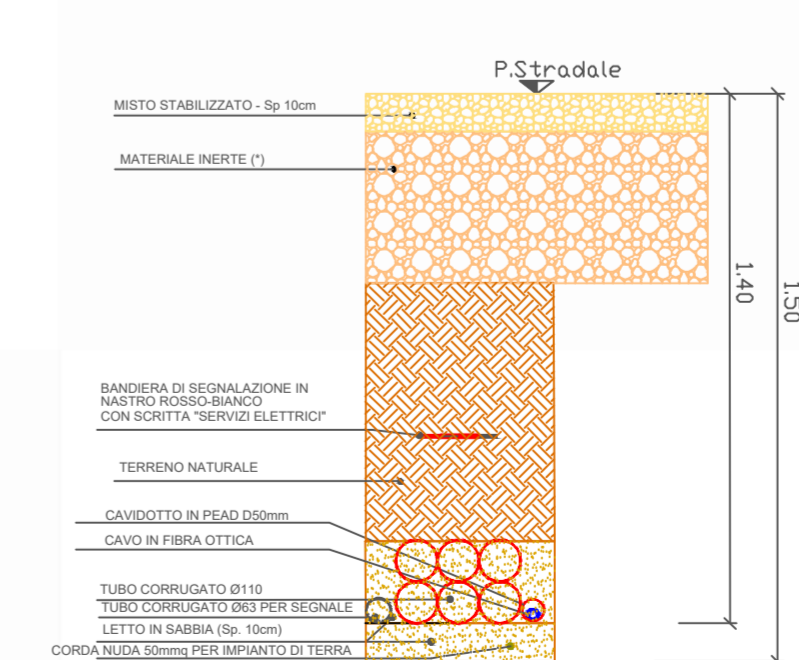 P.Stradale
MISTO STABILIZZATO - Sp 10cm
MATERIALE INERTE (*)
1.40
1.50
BANDIERA DI SEGNALAZIONE IN
NASTRO ROSSO-BIANCO
CON SCRITTA "SERVIZI ELETTRICI"
TERRENO NATURALE
CAVIDOTTO IN PEAD D50mm
CAVO IN FIBRA OTTICA
TUBO CORRUGATO Ø110
TUBO CORRUGATO Ø63 PER SEGNALE
LETTO IN SABBIA (Sp. 10cm)
CORDA NUDA 50mmq PER IMPIANTO DI TERRA